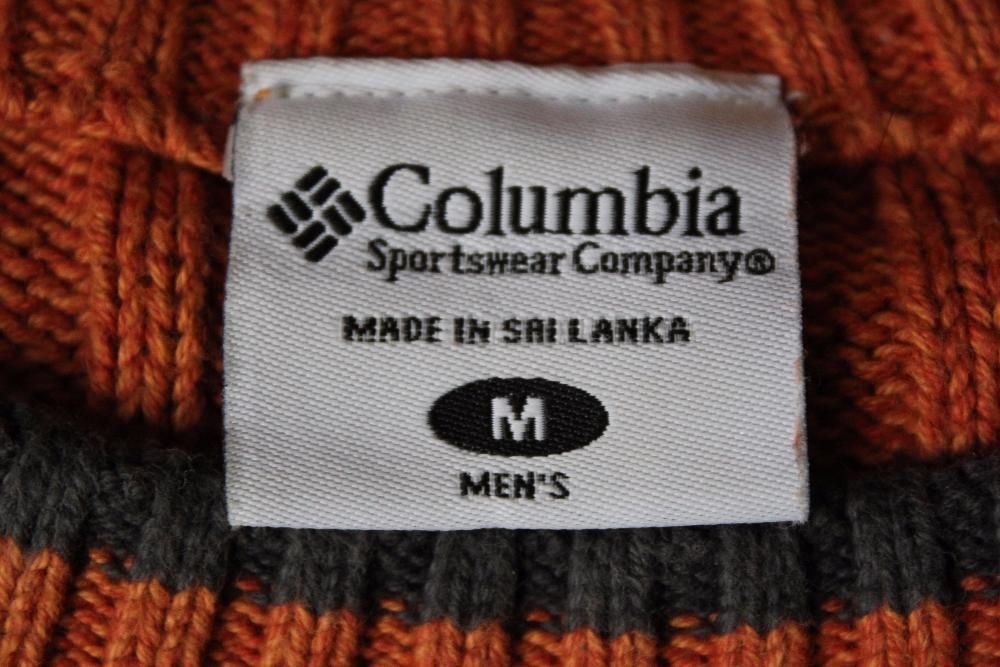 Columbia
Sportswear Company®
MADE IN SRI LANKA
M
MEN'S